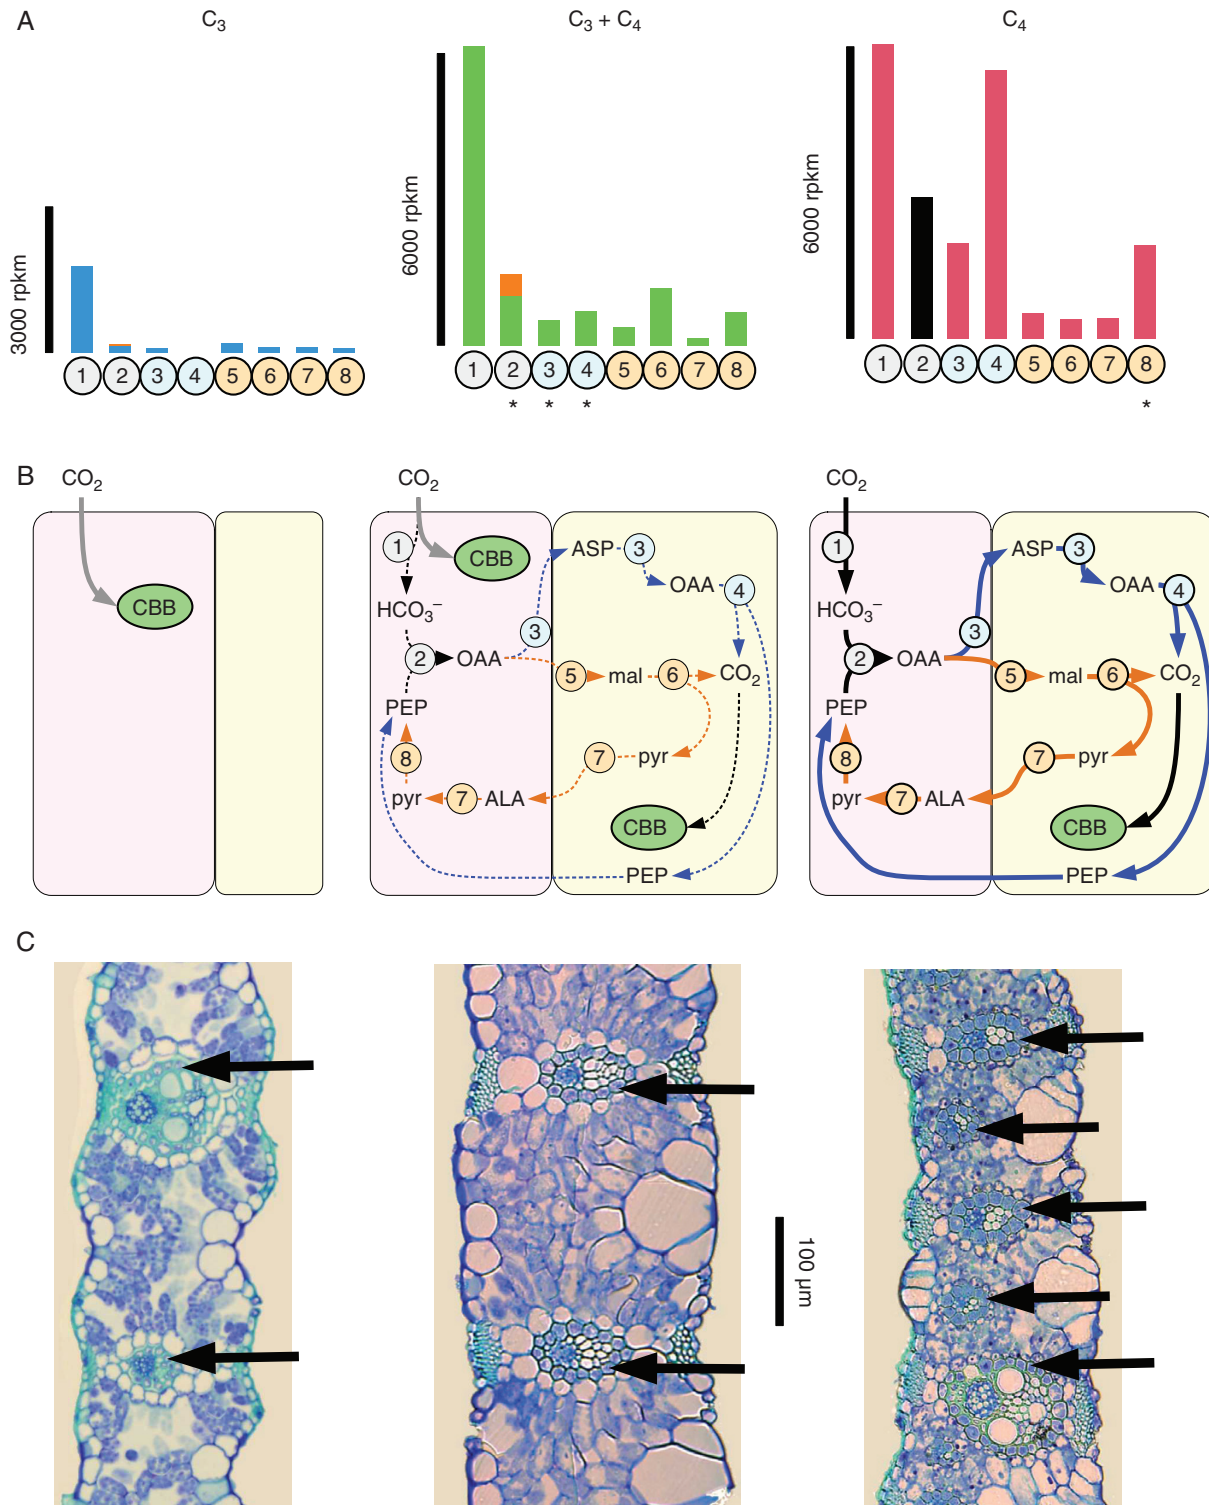 A
C₃
C₃ + C₄
C₄
3000 rpkm
6000 rpkm
6000 rpkm
1 2 3 4 5 6 7 8
1 2 3 4 5 6 7 8
* * *
1 2 3 4 5 6 7 8
*
B
CO₂
CBB
CO₂
1
CBB
ASP
3
OAA
4
HCO₃⁻
3
2
OAA
5
mal
6
CO₂
PEP
8
7
pyr
pyr
7
ALA
CBB
PEP
CO₂
1
ASP
3
OAA
4
HCO₃⁻
3
2
OAA
5
mal
6
CO₂
PEP
8
7
pyr
pyr
7
ALA
CBB
PEP
C
100 µm